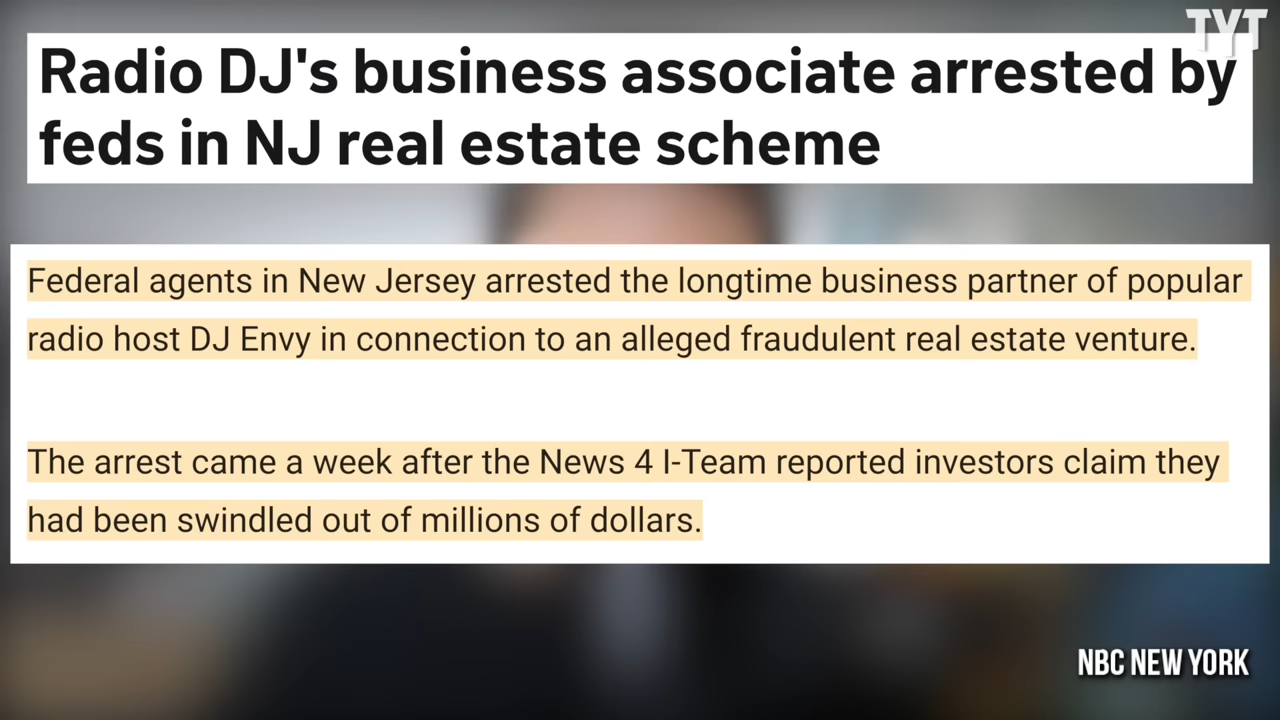 TYT
Radio DJ's business associate arrested by
feds in NJ real estate scheme
Federal agents in New Jersey arrested the longtime business partner of popular
radio host DJ Envy in connection to an alleged fraudulent real estate venture.
The arrest came a week after the News 4 I-Team reported investors claim they
had been swindled out of millions of dollars.
NBC NEW YORK